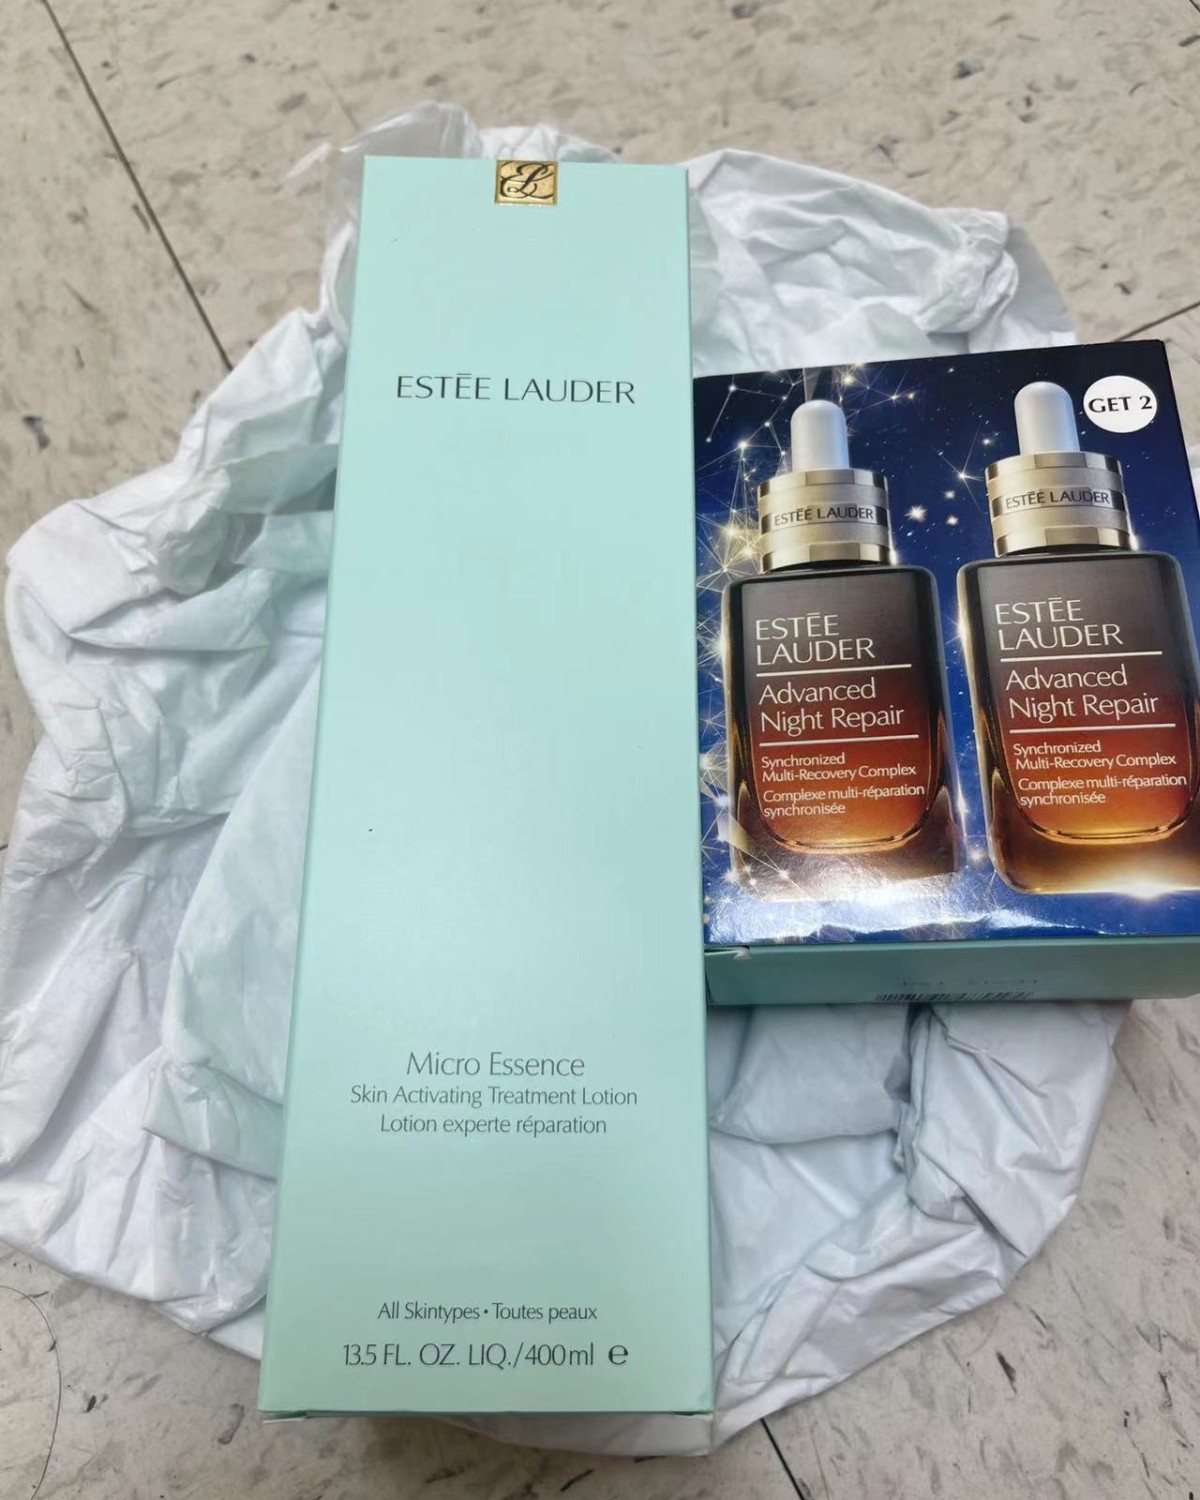 ESTĒE LAUDER
Micro Essence
Skin Activating Treatment Lotion
Lotion experte réparation
All Skintypes • Toutes peaux
13.5 FL. OZ. LIQ./400ml ℮
GET 2
ESTĒE LAUDER
ESTĒE
LAUDER
Advanced
Night Repair
Synchronized
Multi-Recovery Complex
Complexe multi-réparation
synchronisée
ESTĒE LAUDER
ESTĒE
LAUDER
Advanced
Night Repair
Synchronized
Multi-Recovery Complex
Complexe multi-réparation
synchronisée